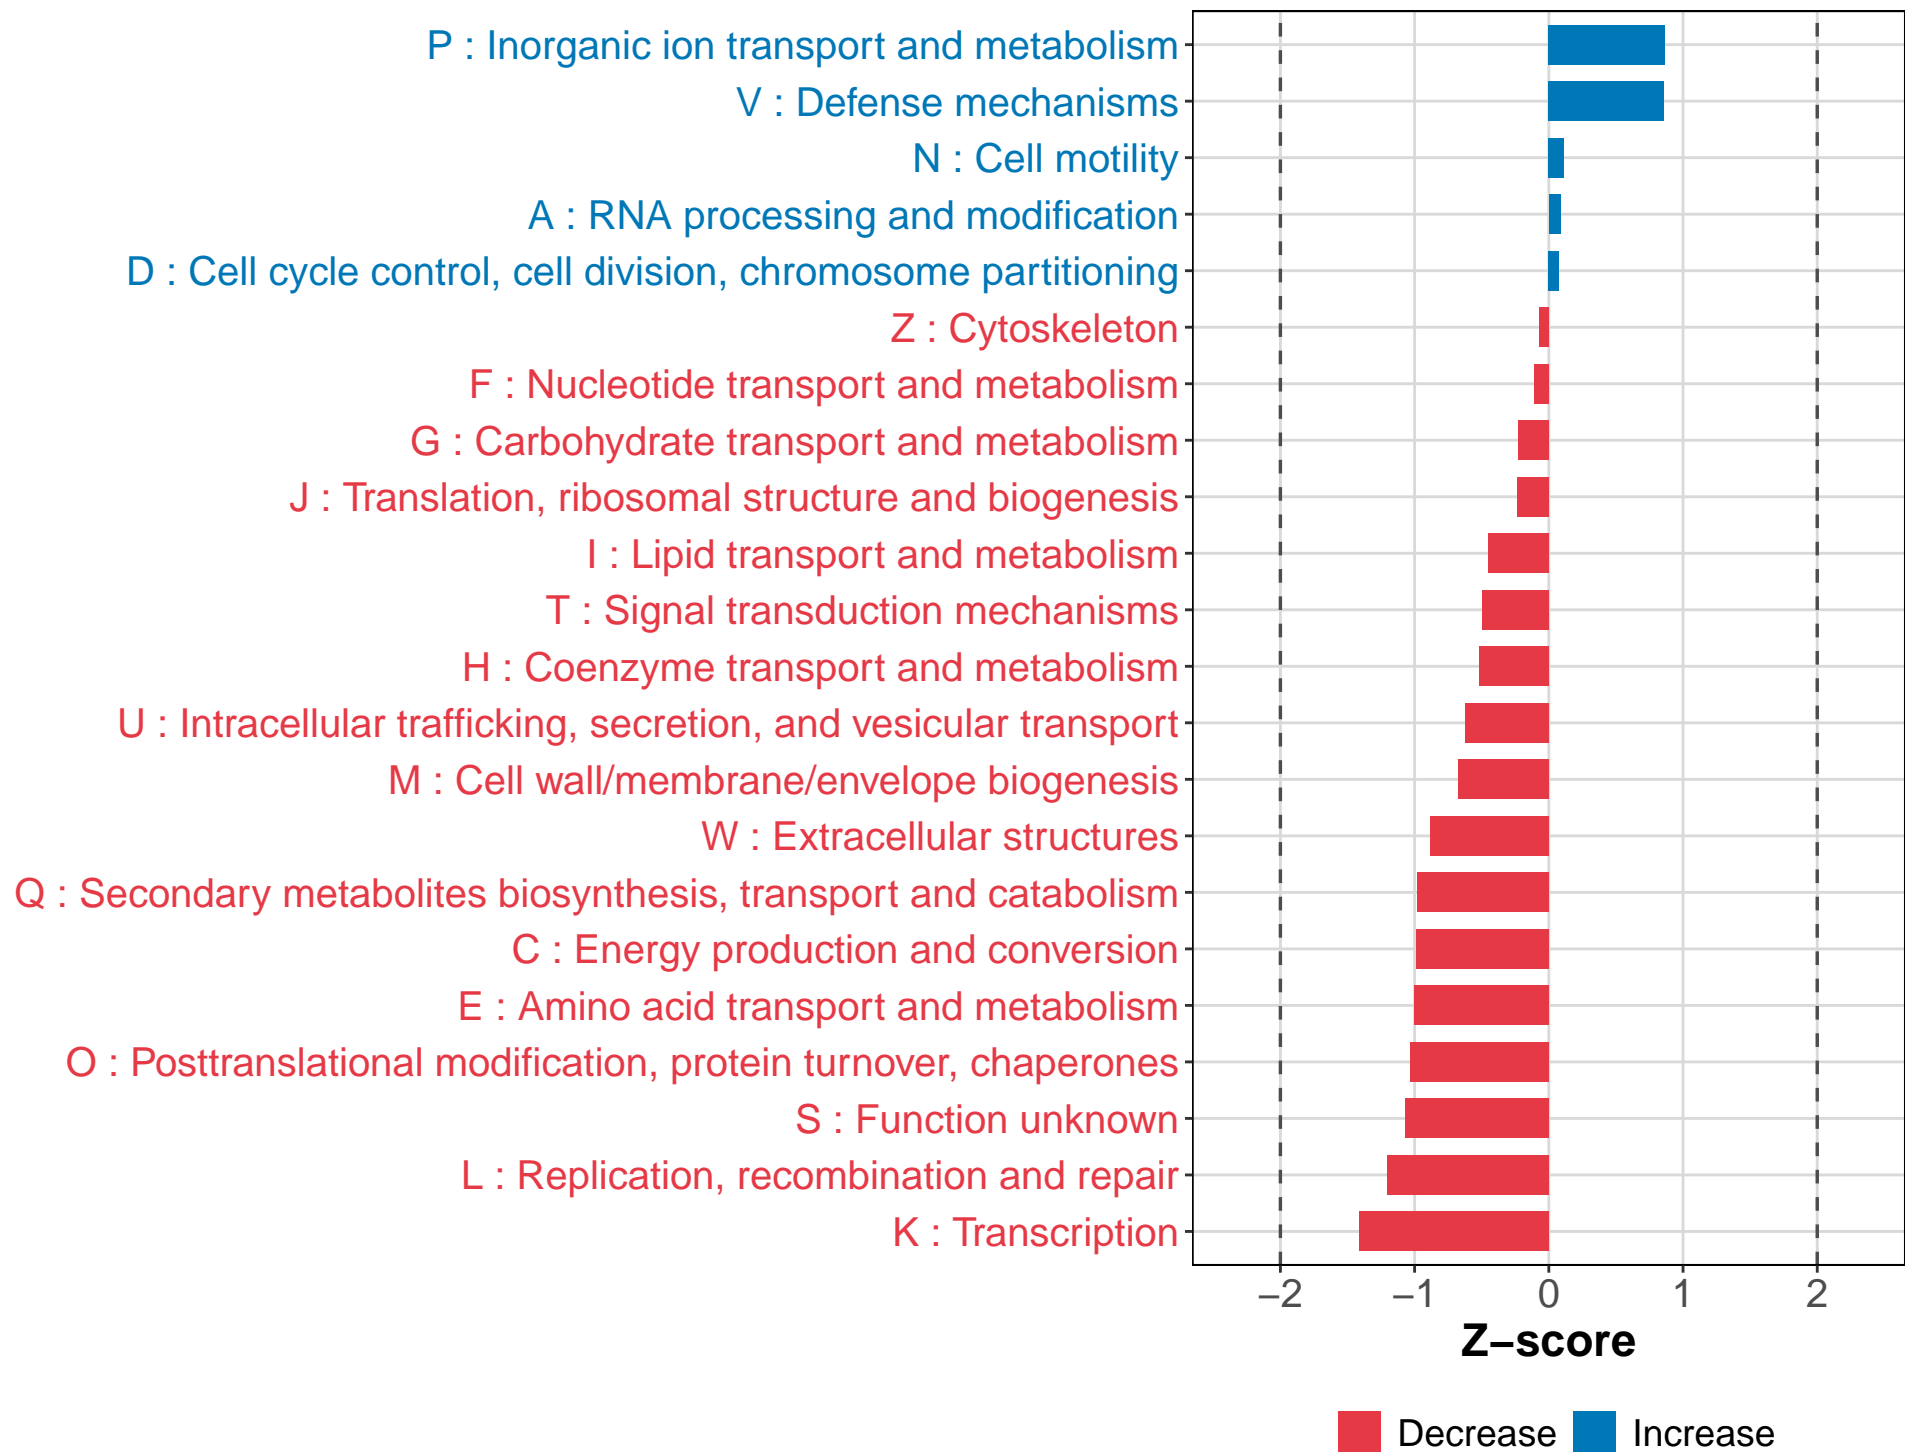 P : Inorganic ion transport and metabolism
V : Defense mechanisms
N : Cell motility
A : RNA processing and modification
D : Cell cycle control, cell division, chromosome partitioning
Z : Cytoskeleton
F : Nucleotide transport and metabolism
G : Carbohydrate transport and metabolism
J : Translation, ribosomal structure and biogenesis
I : Lipid transport and metabolism
T : Signal transduction mechanisms
H : Coenzyme transport and metabolism
U : Intracellular trafficking, secretion, and vesicular transport
M : Cell wall/membrane/envelope biogenesis
W : Extracellular structures
Q : Secondary metabolites biosynthesis, transport and catabolism
C : Energy production and conversion
E : Amino acid transport and metabolism
O : Posttranslational modification, protein turnover, chaperones
S : Function unknown
L : Replication, recombination and repair
K : Transcription
−2 −1 0 1 2
Z−score
Decrease Increase